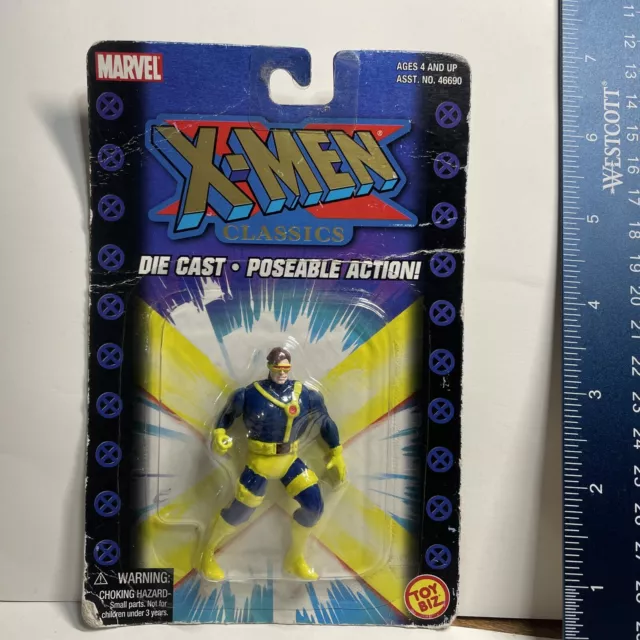 MARVEL
AGES 4 AND UP
ASST. NO. 46690
X-MEN®
CLASSICS
DIE CAST • POSEABLE ACTION!
WARNING:
CHOKING HAZARD-
Small parts. Not for
children under 3 years.
TOY
BIZ
WESTCOTT
7
6
5
4
3
2
1
11
12
13
14
15
16
17
18
19
20
21
22
23
24
25
26
27